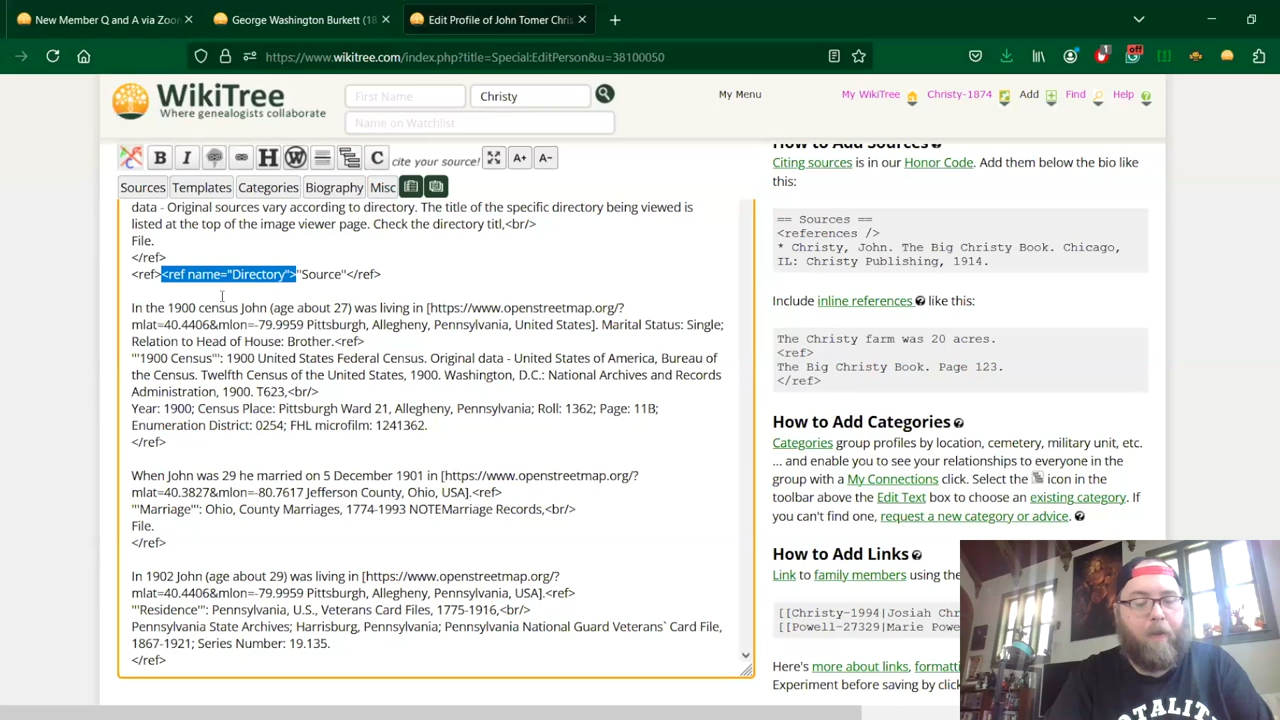 New Member Q and A via Zoo
George Washington Burkett (18
Edit Profile of John Tomer Chris
https://www.wikitree.com/index.php?title=Special:EditPerson&u=38100050
1
off
WIKITREE
Where genealogists collaborate
First Name
Christy
Name on Watchlist
My Menu
My WikiTree
Christy-1874
Add
Find
Help
B I H W C cite your source! A+ A-
Sources Templates Categories Biography Misc
data - Original sources vary according to directory. The title of the specific directory being viewed is
listed at the top of the image viewer page. Check the directory titl,<br/>
File.
</ref>
<ref><ref name="Directory">''Source''</ref>
In the 1900 census John (age about 27) was living in [https://www.openstreetmap.org/?
mlat=40.4406&mlon=-79.9959 Pittsburgh, Allegheny, Pennsylvania, United States]. Marital Status: Single;
Relation to Head of House: Brother.<ref>
'''1900 Census''': 1900 United States Federal Census. Original data - United States of America, Bureau of
the Census. Twelfth Census of the United States, 1900. Washington, D.C.: National Archives and Records
Administration, 1900. T623,<br/>
Year: 1900; Census Place: Pittsburgh Ward 21, Allegheny, Pennsylvania; Roll: 1362; Page: 11B;
Enumeration District: 0254; FHL microfilm: 1241362.
</ref>
When John was 29 he married on 5 December 1901 in [https://www.openstreetmap.org/?
mlat=40.3827&mlon=-80.7617 Jefferson County, Ohio, USA].<ref>
'''Marriage''': Ohio, County Marriages, 1774-1993 NOTEMarriage Records,<br/>
File.
</ref>
In 1902 John (age about 29) was living in [https://www.openstreetmap.org/?
mlat=40.4406&mlon=-79.9959 Pittsburgh, Allegheny, Pennsylvania, USA].<ref>
'''Residence''': Pennsylvania, U.S., Veterans Card Files, 1775-1916,<br/>
Pennsylvania State Archives; Harrisburg, Pennsylvania; Pennsylvania National Guard Veterans` Card File,
1867-1921; Series Number: 19.135.
</ref>
How to Add Sources
Citing sources is in our Honor Code. Add them below the bio like
this:
== Sources ==
<references />
* Christy, John. The Big Christy Book. Chicago,
IL: Christy Publishing, 1914.
Include inline references like this:
The Christy farm was 20 acres.
<ref>
The Big Christy Book. Page 123.
</ref>
How to Add Categories
Categories group profiles by location, cemetery, military unit, etc.
... and enable you to see your relationships to everyone in the
group with a My Connections click. Select the icon in the
toolbar above the Edit Text box to choose an existing category. If
you can't find one, request a new category or advice.
How to Add Links
Link to family members using the
[[Christy-1994|Josiah Chr
[[Powell-27329|Marie Powe
Here's more about links, formatti
Experiment before saving by click